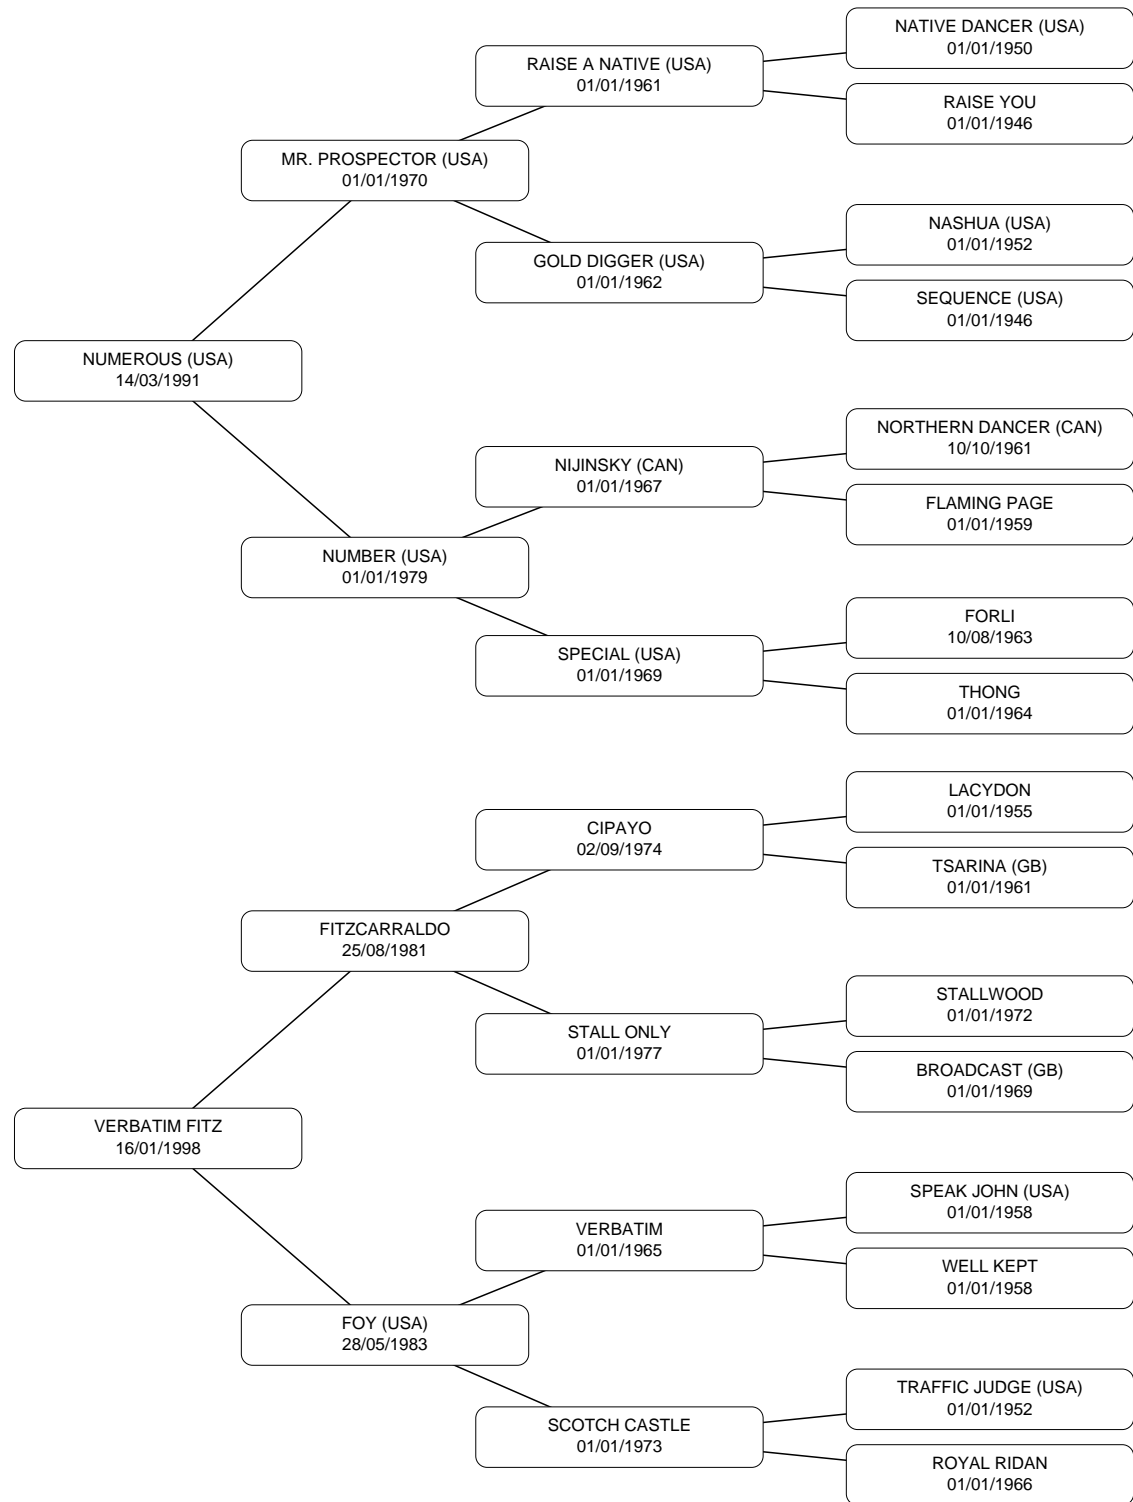 NATIVE DANCER (USA)
01/01/1950
RAISE A NATIVE (USA)
01/01/1961
RAISE YOU
01/01/1946
MR. PROSPECTOR (USA)
01/01/1970
NASHUA (USA)
01/01/1952
GOLD DIGGER (USA)
01/01/1962
SEQUENCE (USA)
01/01/1946
NUMEROUS (USA)
14/03/1991
NORTHERN DANCER (CAN)
10/10/1961
NIJINSKY (CAN)
01/01/1967
FLAMING PAGE
01/01/1959
NUMBER (USA)
01/01/1979
FORLI
10/08/1963
SPECIAL (USA)
01/01/1969
THONG
01/01/1964
LACYDON
01/01/1955
CIPAYO
02/09/1974
TSARINA (GB)
01/01/1961
FITZCARRALDO
25/08/1981
STALLWOOD
01/01/1972
STALL ONLY
01/01/1977
BROADCAST (GB)
01/01/1969
VERBATIM FITZ
16/01/1998
SPEAK JOHN (USA)
01/01/1958
VERBATIM
01/01/1965
WELL KEPT
01/01/1958
FOY (USA)
28/05/1983
TRAFFIC JUDGE (USA)
01/01/1952
SCOTCH CASTLE
01/01/1973
ROYAL RIDAN
01/01/1966